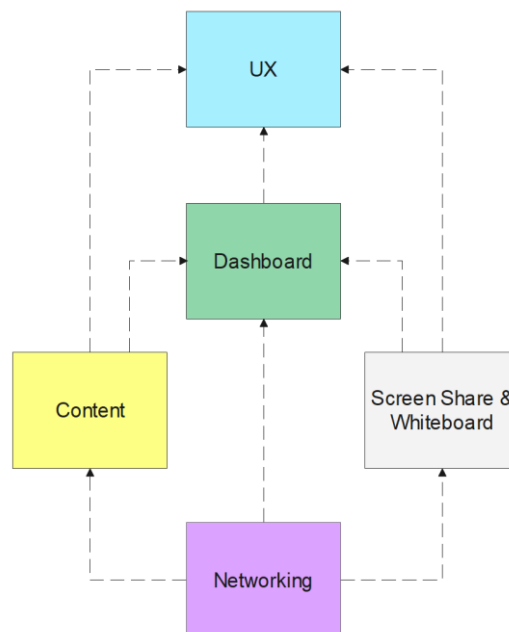 UX
Dashboard
Content
Screen Share &
Whiteboard
Networking